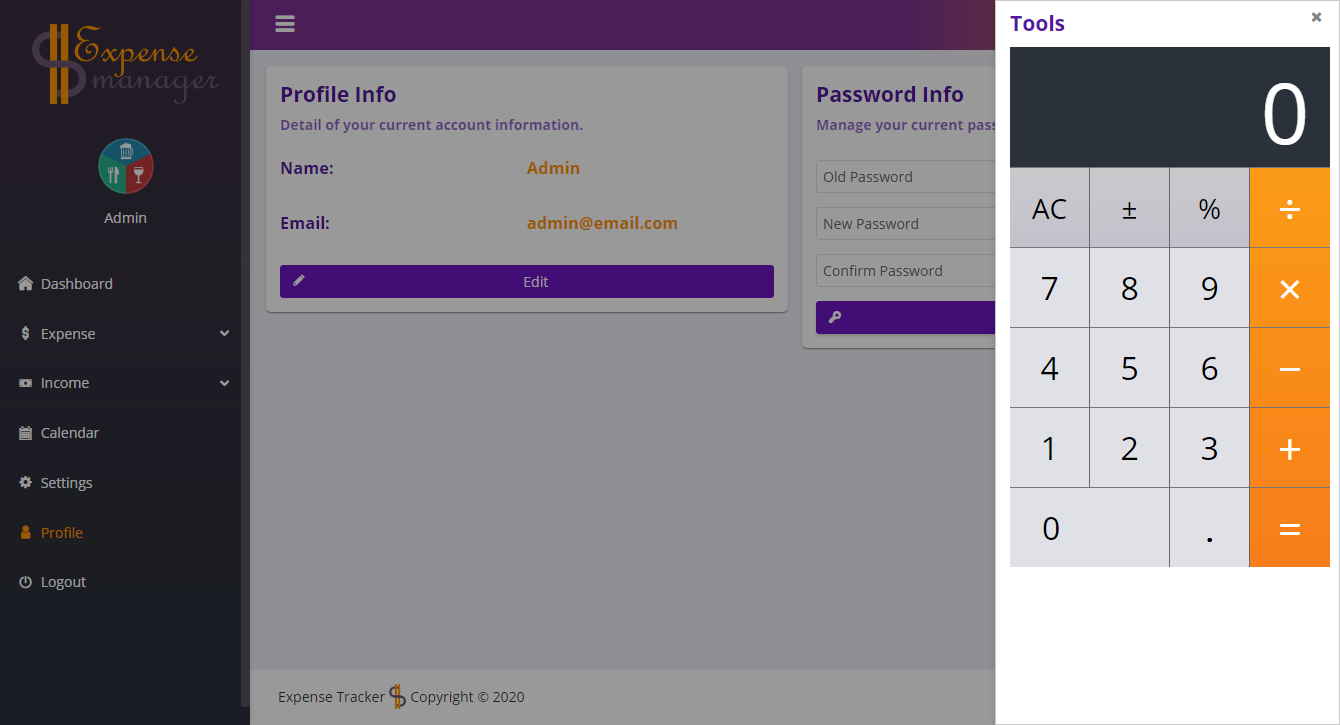 Expense
manager
Admin
Dashboard
Expense
Income
Calendar
Settings
Profile
Logout
Profile Info
Detail of your current account information.
Name: Admin
Email: admin@email.com
Edit
Password Info
Manage your current pass
Old Password
New Password
Confirm Password
Expense Tracker $ Copyright © 2020
Tools
×
0
AC ± % ÷
7 8 9 ×
4 5 6 −
1 2 3 +
0 . =